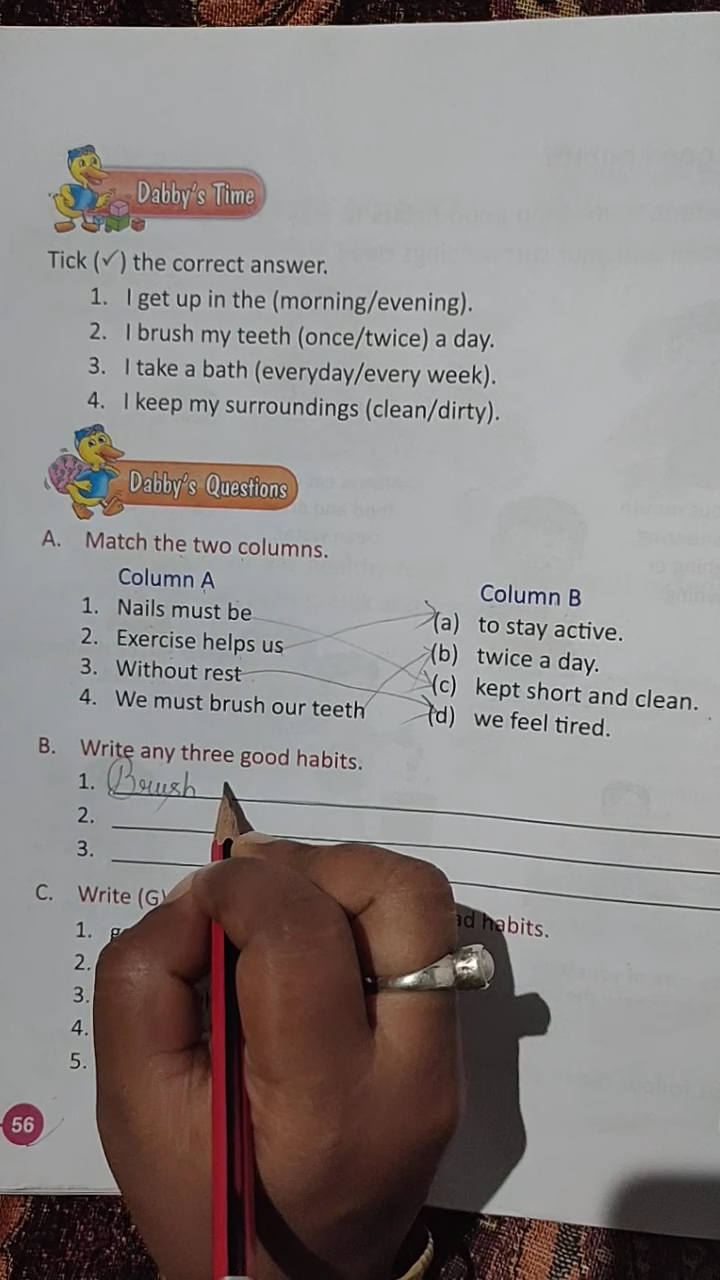 Dabby's Time
Tick (✓) the correct answer.
1. I get up in the (morning/evening).
2. I brush my teeth (once/twice) a day.
3. I take a bath (everyday/every week).
4. I keep my surroundings (clean/dirty).
Dabby's Questions
A. Match the two columns.
Column A Column B
1. Nails must be (a) to stay active.
2. Exercise helps us (b) twice a day.
3. Without rest (c) kept short and clean.
4. We must brush our teeth (d) we feel tired.
B. Write any three good habits.
1. Brush
2.
3.
C. Write (G) habits.
1.
2.
3.
4.
5.
56